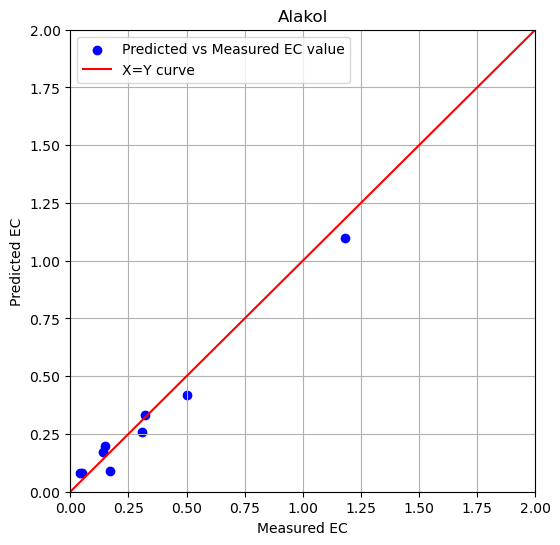 Alakol
Predicted vs Measured EC value
X=Y curve
2.00
1.75
1.50
1.25
1.00
0.75
0.50
0.25
0.00
Predicted EC
0.00 0.25 0.50 0.75 1.00 1.25 1.50 1.75 2.00
Measured EC